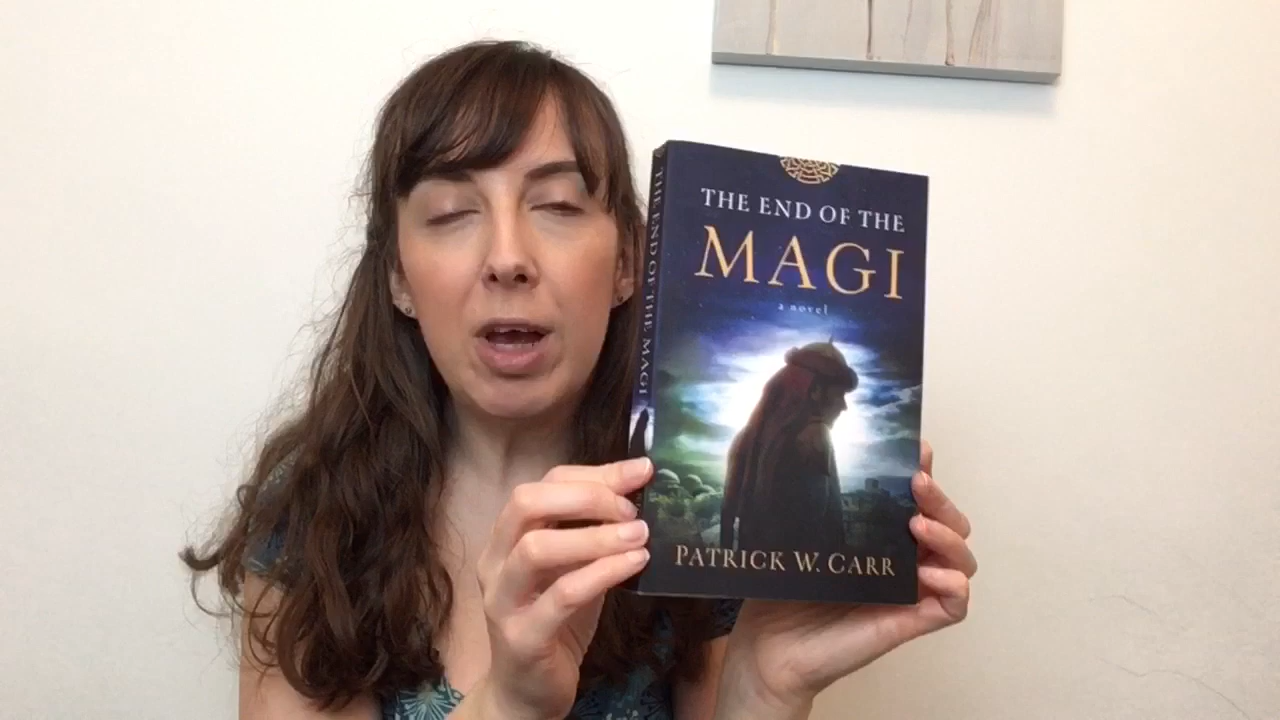 THE END OF THE
MAGI
a novel
PATRICK W. CARR
THE END OF THE MAGI